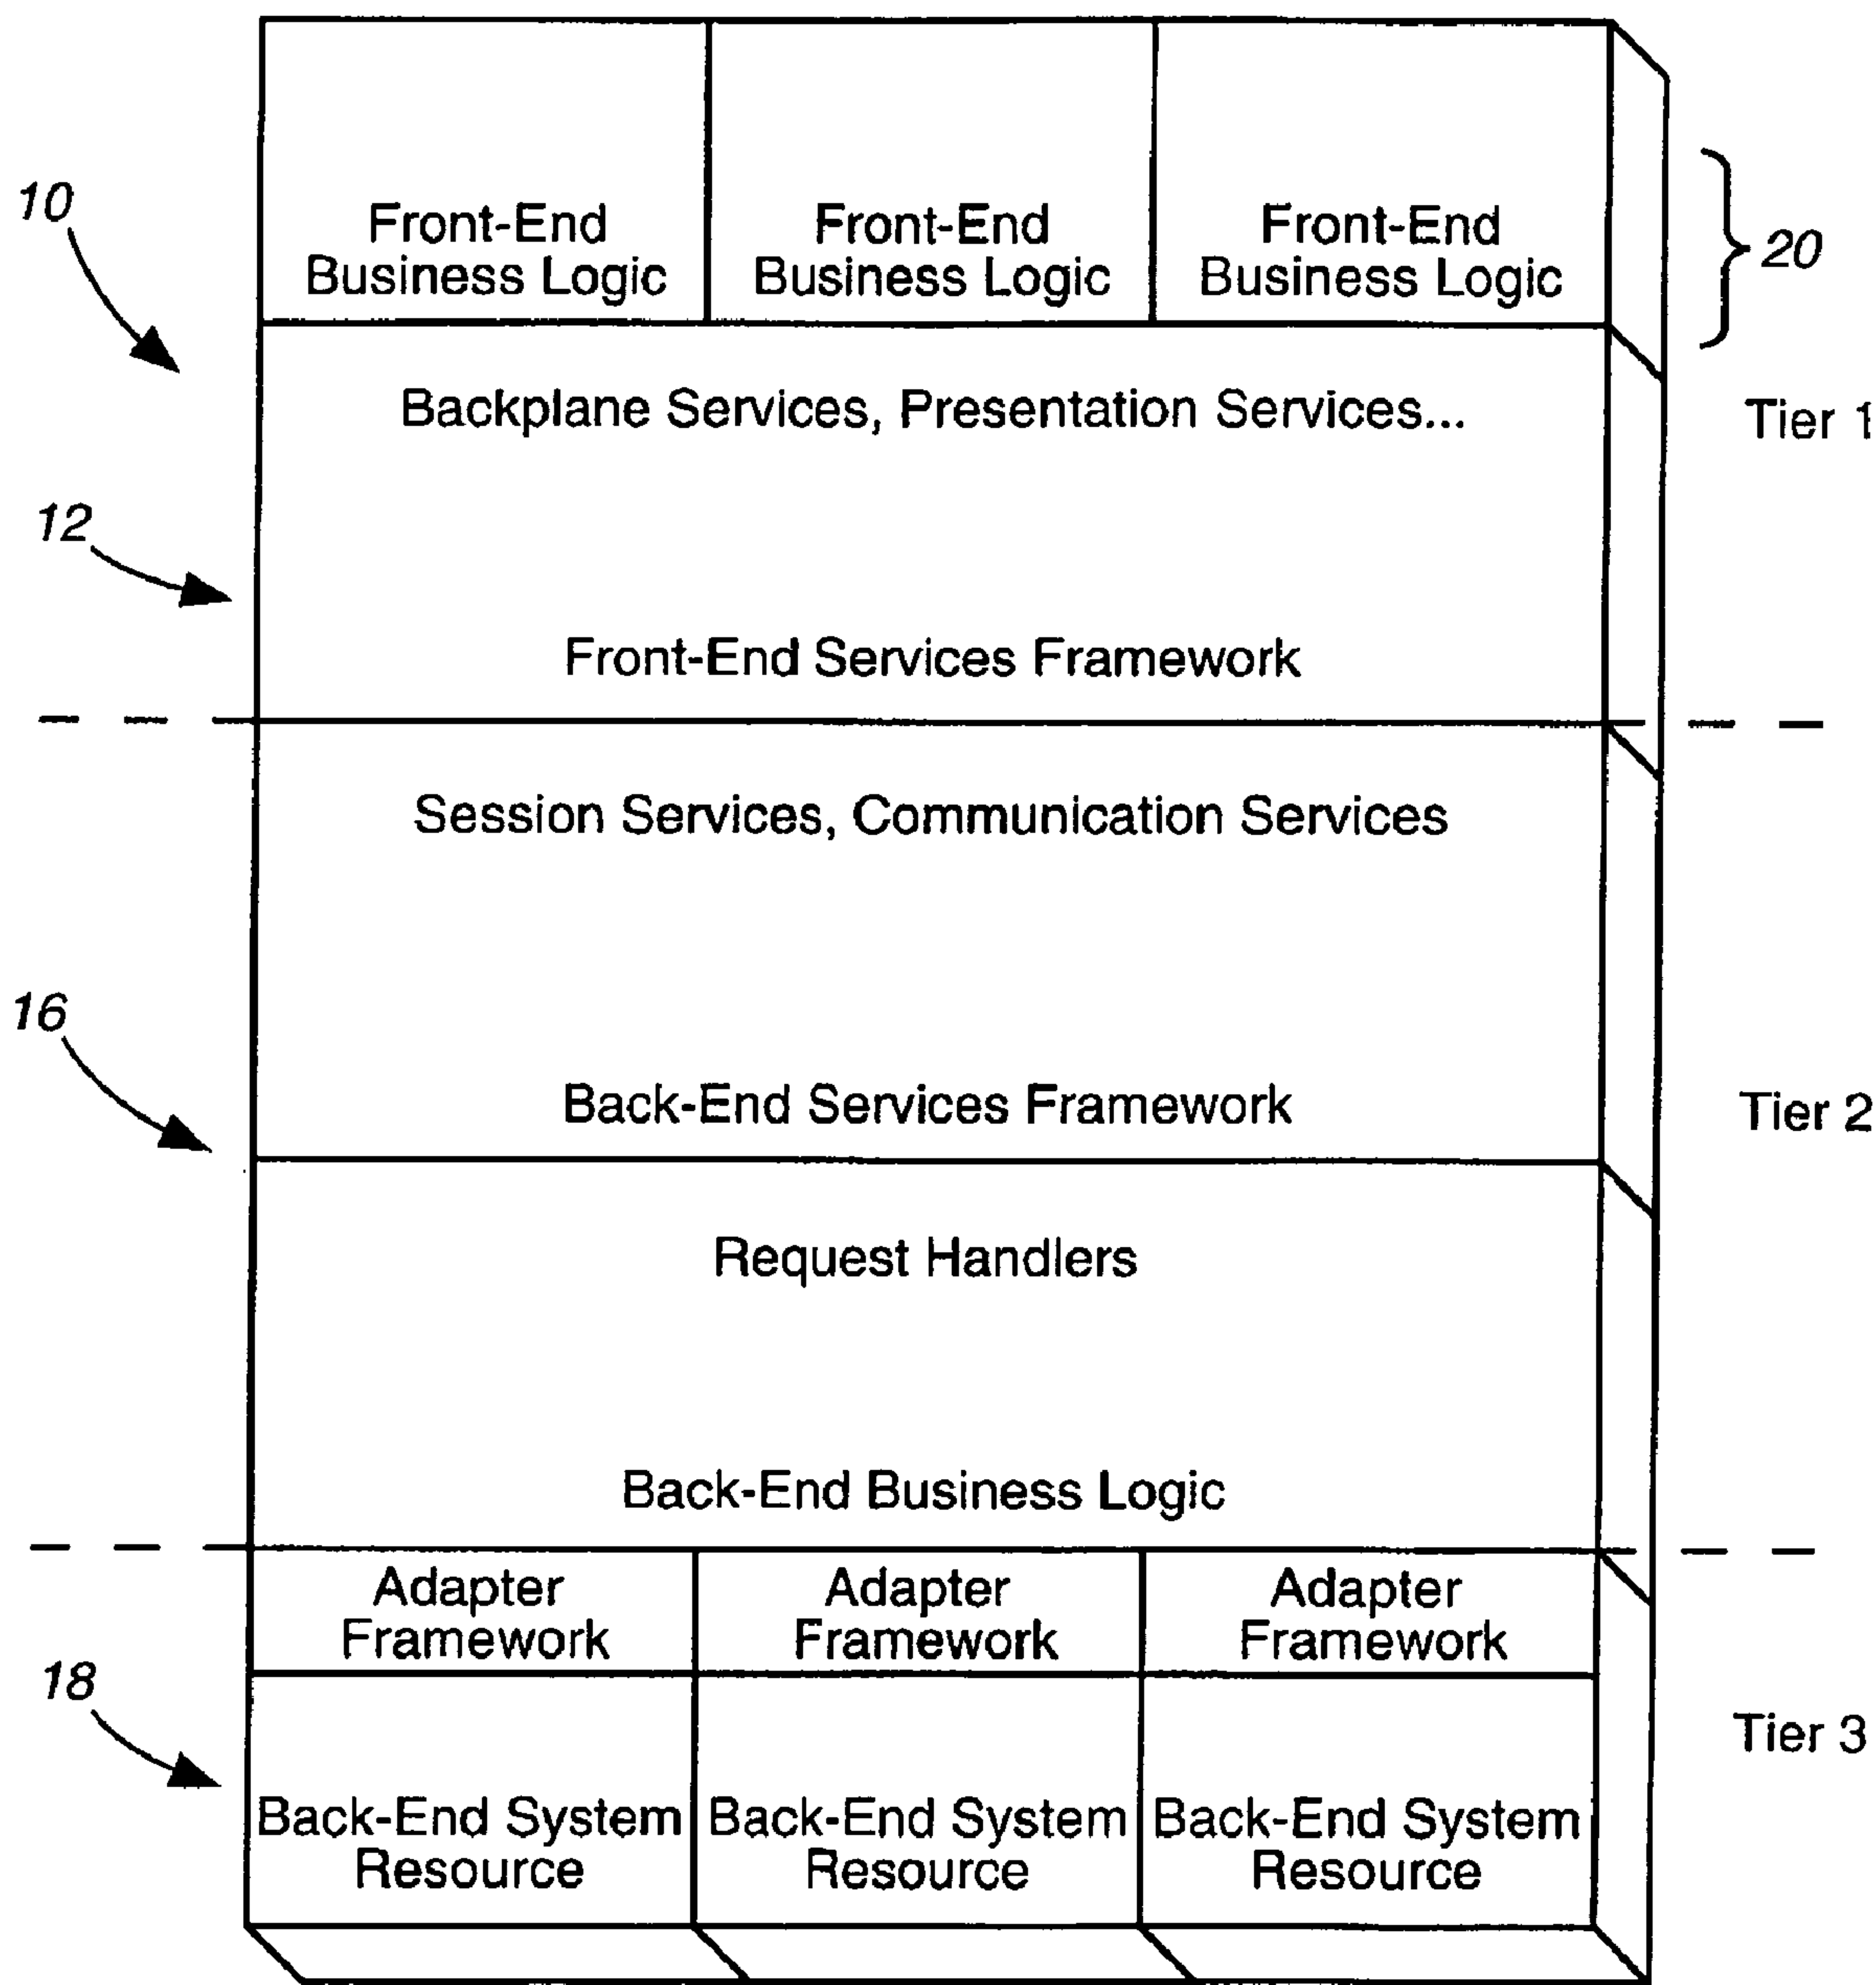 Front-End Front-End Front-End
Business Logic Business Logic Business Logic
10
20
Backplane Services, Presentation Services...
Tier 1
12
Front-End Services Framework
Session Services, Communication Services
16
Back-End Services Framework
Tier 2
Request Handlers
Back-End Business Logic
Adapter Adapter Adapter
Framework Framework Framework
18
Tier 3
Back-End System Back-End System Back-End System
Resource Resource Resource